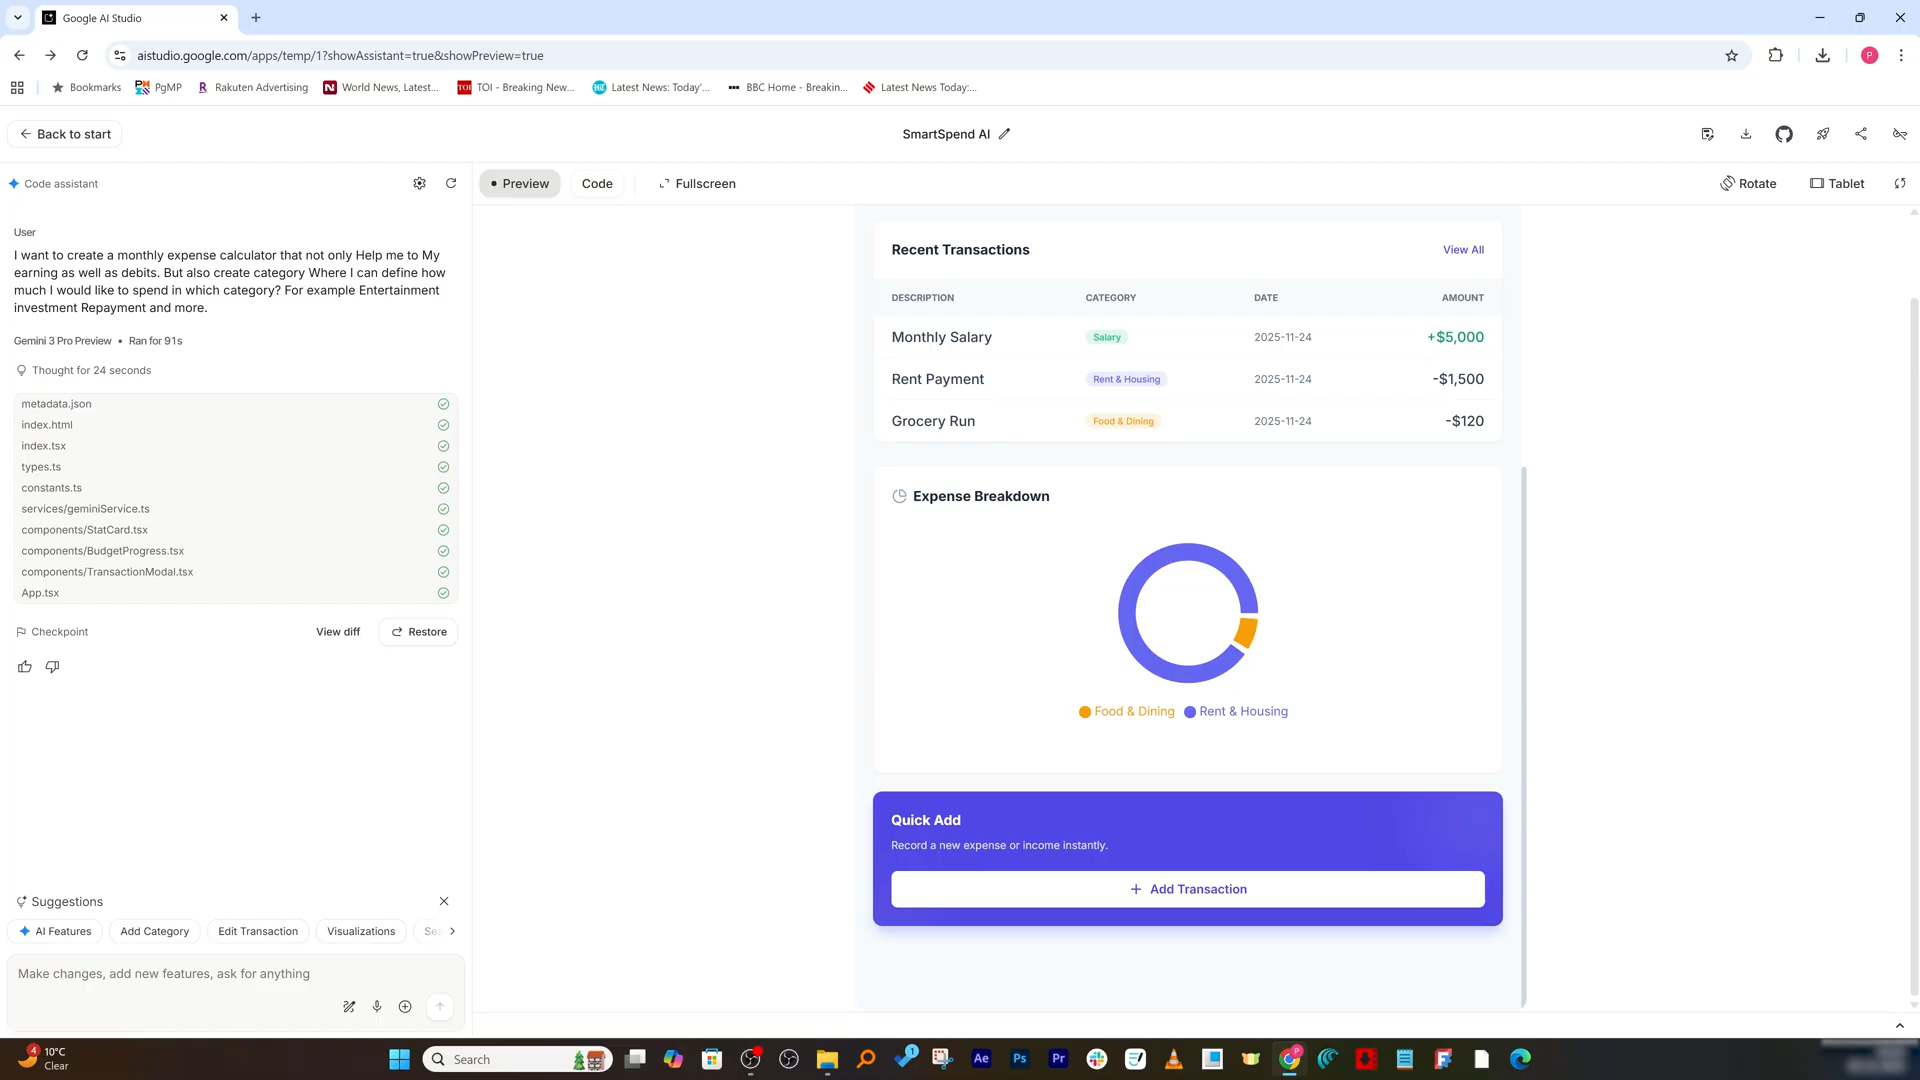 Google AI Studio
aistudio.google.com/apps/temp/1?showAssistant=true&showPreview=true
P
Bookmarks
PgMP
Rakuten Advertising
World News, Latest...
TOI - Breaking New...
Latest News: Today'...
BBC Home - Breakin...
Latest News Today:...
Back to start
SmartSpend AI
Code assistant
Preview
Code
Fullscreen
Rotate
Tablet
User
I want to create a monthly expense calculator that not only Help me to My
earning as well as debits. But also create category Where I can define how
much I would like to spend in which category? For example Entertainment
investment Repayment and more.
Gemini 3 Pro Preview • Ran for 91s
Thought for 24 seconds
metadata.json
index.html
index.tsx
types.ts
constants.ts
services/geminiService.ts
components/StatCard.tsx
components/BudgetProgress.tsx
components/TransactionModal.tsx
App.tsx
Checkpoint
View diff
Restore
Suggestions
AI Features
Add Category
Edit Transaction
Visualizations
Make changes, add new features, ask for anything
Recent Transactions
View All
DESCRIPTION CATEGORY DATE AMOUNT
Monthly Salary Salary 2025-11-24 +$5,000
Rent Payment Rent & Housing 2025-11-24 -$1,500
Grocery Run Food & Dining 2025-11-24 -$120
Expense Breakdown
Food & Dining
Rent & Housing
Quick Add
Record a new expense or income instantly.
+ Add Transaction
4
10°C
Clear
Search
1
Ae
Ps
Pr
P